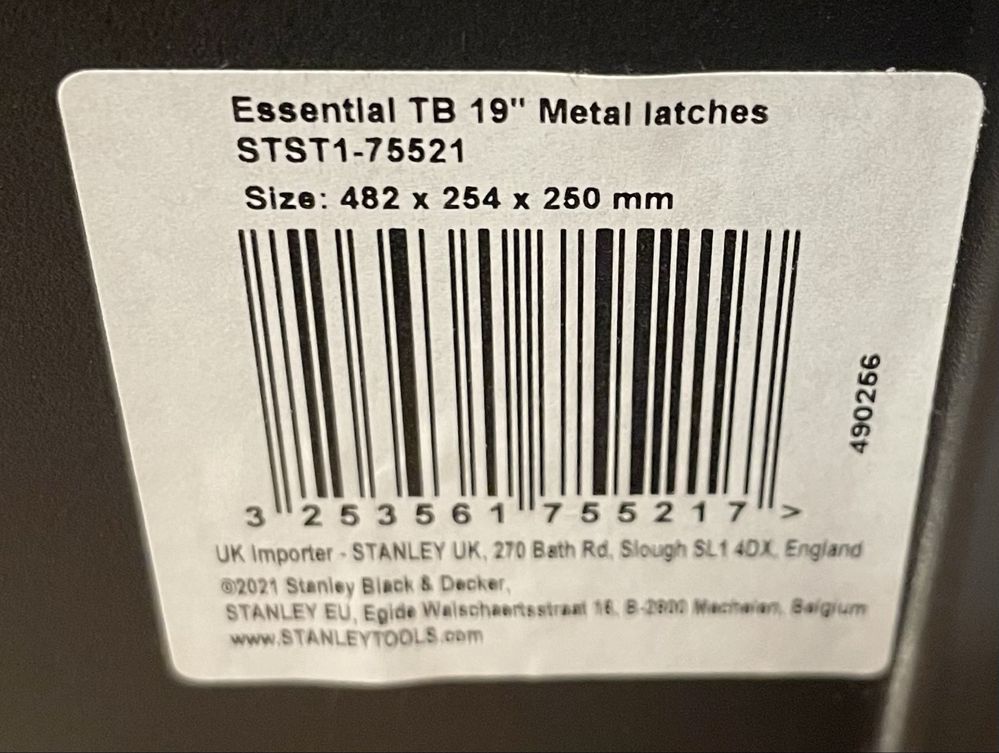 Essential TB 19" Metal latches
STST1-75521
Size: 482 x 254 x 250 mm
490256
3 253561 755217 >
UK Importer - STANLEY UK, 270 Bath Rd, Slough SL1 4DX, England
©2021 Stanley Black & Decker,
STANLEY EU, Egide Walschaertsstraat 16, B-2800 Mechelen, Belgium
www.STANLEYTOOLS.com